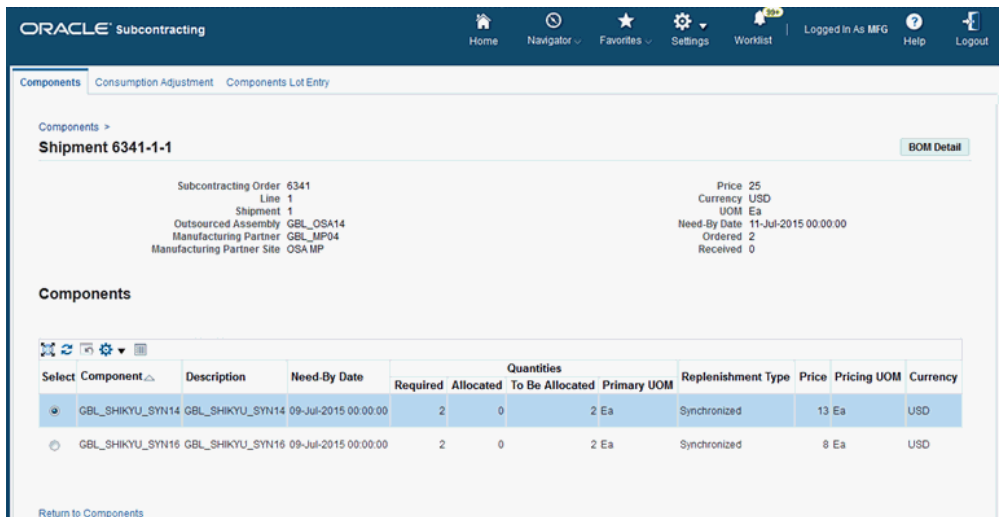 ORACLE® Subcontracting
Home
Navigator
Favorites
Settings
99+
Worklist
Logged In As MFG
Help
Logout
Components
Consumption Adjustment
Components Lot Entry
Components >
Shipment 6341-1-1
BOM Detail
Subcontracting Order 6341
Line 1
Shipment 1
Outsourced Assembly GBL_OSA14
Manufacturing Partner GBL_MP04
Manufacturing Partner Site OSAMP
Price 25
Currency USD
UOM Ea
Need-By Date 11-Jul-2015 00:00:00
Ordered 2
Received 0
Components
Quantities
Select Component Description Need-By Date Required Allocated To Be Allocated Primary UOM Replenishment Type Price Pricing UOM Currency
GBL_SHIKYU_SYN14 GBL_SHIKYU_SYN14 09-Jul-2015 00:00:00 2 0 2 Ea Synchronized 13 Ea USD
GBL_SHIKYU_SYN16 GBL_SHIKYU_SYN16 09-Jul-2015 00:00:00 2 0 2 Ea Synchronized 8 Ea USD
Return to Components